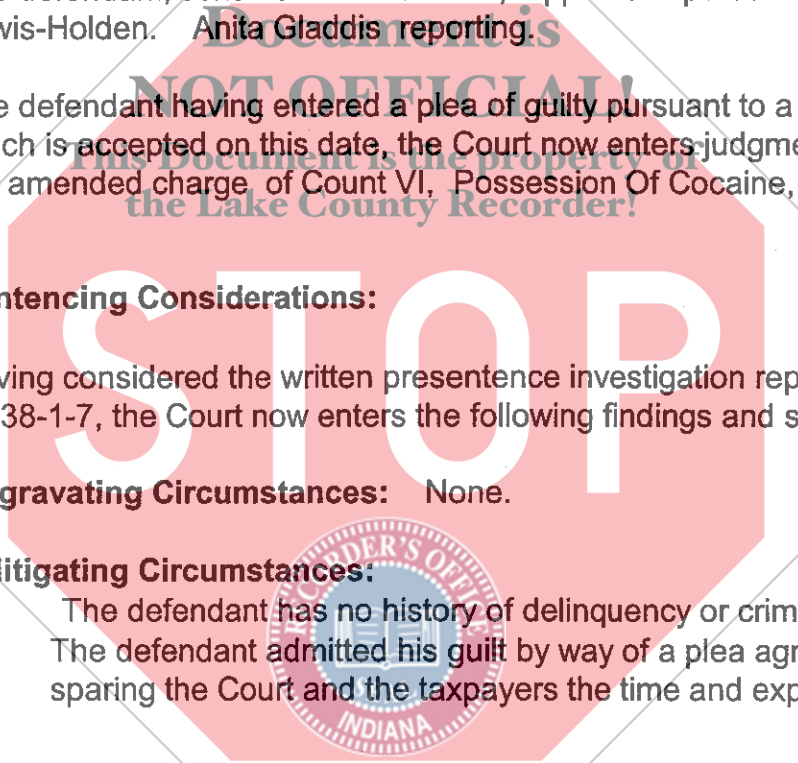 wis-Holden. Anita Gladdis reporting.
Document is
NOT OFFICIAL!
This Document is the property of
the Lake County Recorder!
e defendant having entered a plea of guilty pursuant to a
ch is accepted on this date, the Court now enters judgme
amended charge of Count VI, Possession Of Cocaine,
STOP
ntencing Considerations:
ving considered the written presentence investigation rep
38-1-7, the Court now enters the following findings and s
gravating Circumstances: None.
itigating Circumstances:
The defendant has no history of delinquency or crim
The defendant admitted his guilt by way of a plea agr
sparing the Court and the taxpayers the time and exp
RECORDER'S OFFICE
SEAL
INDIANA